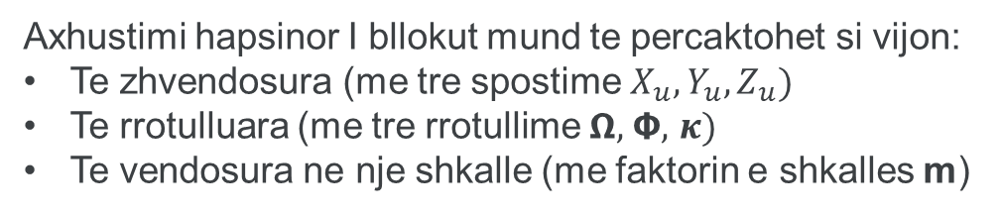 Axhustimi hapsinor I bllokut mund te percaktohet si vijon:
• Te zhvendosura (me tre spostime Xᵤ, Yᵤ, Zᵤ)
• Te rrotulluara (me tre rrotullime Ω, Φ, κ)
• Te vendosura ne nje shkalle (me faktorin e shkalles m)